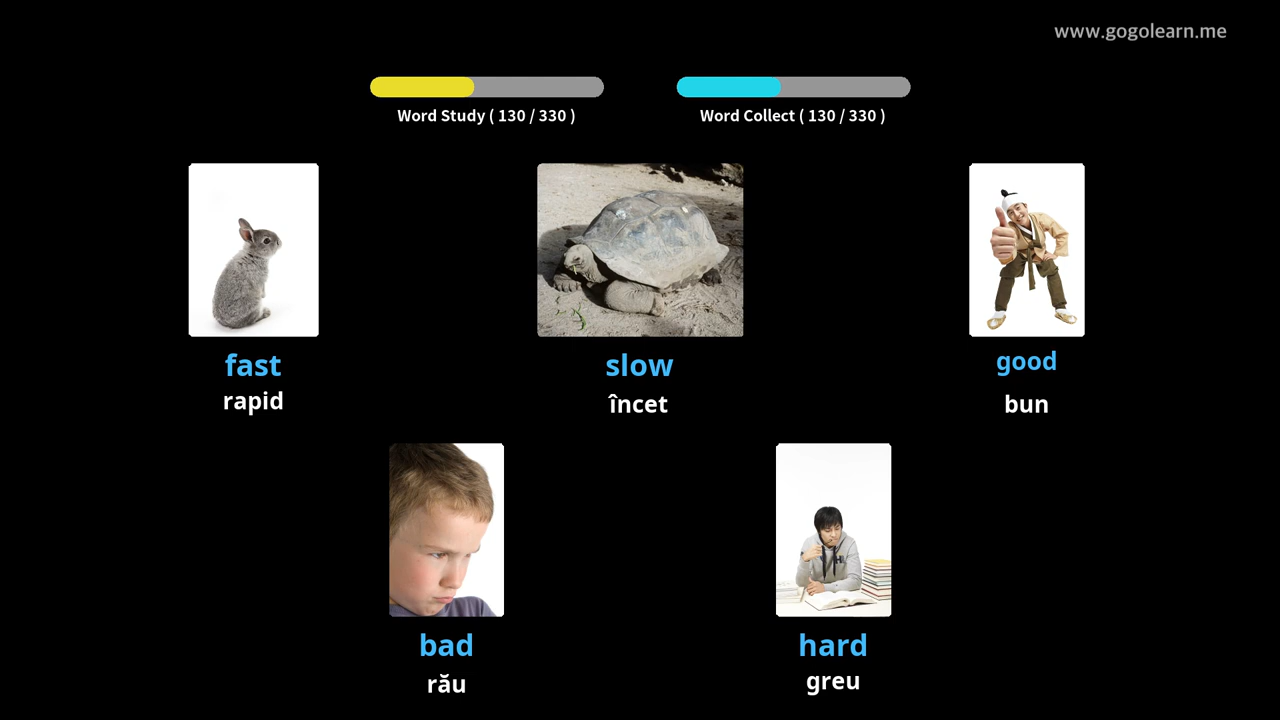 www.gogolearn.me
Word Study ( 130 / 330 )
Word Collect ( 130 / 330 )
fast
rapid
slow
încet
good
bun
bad
rău
hard
greu